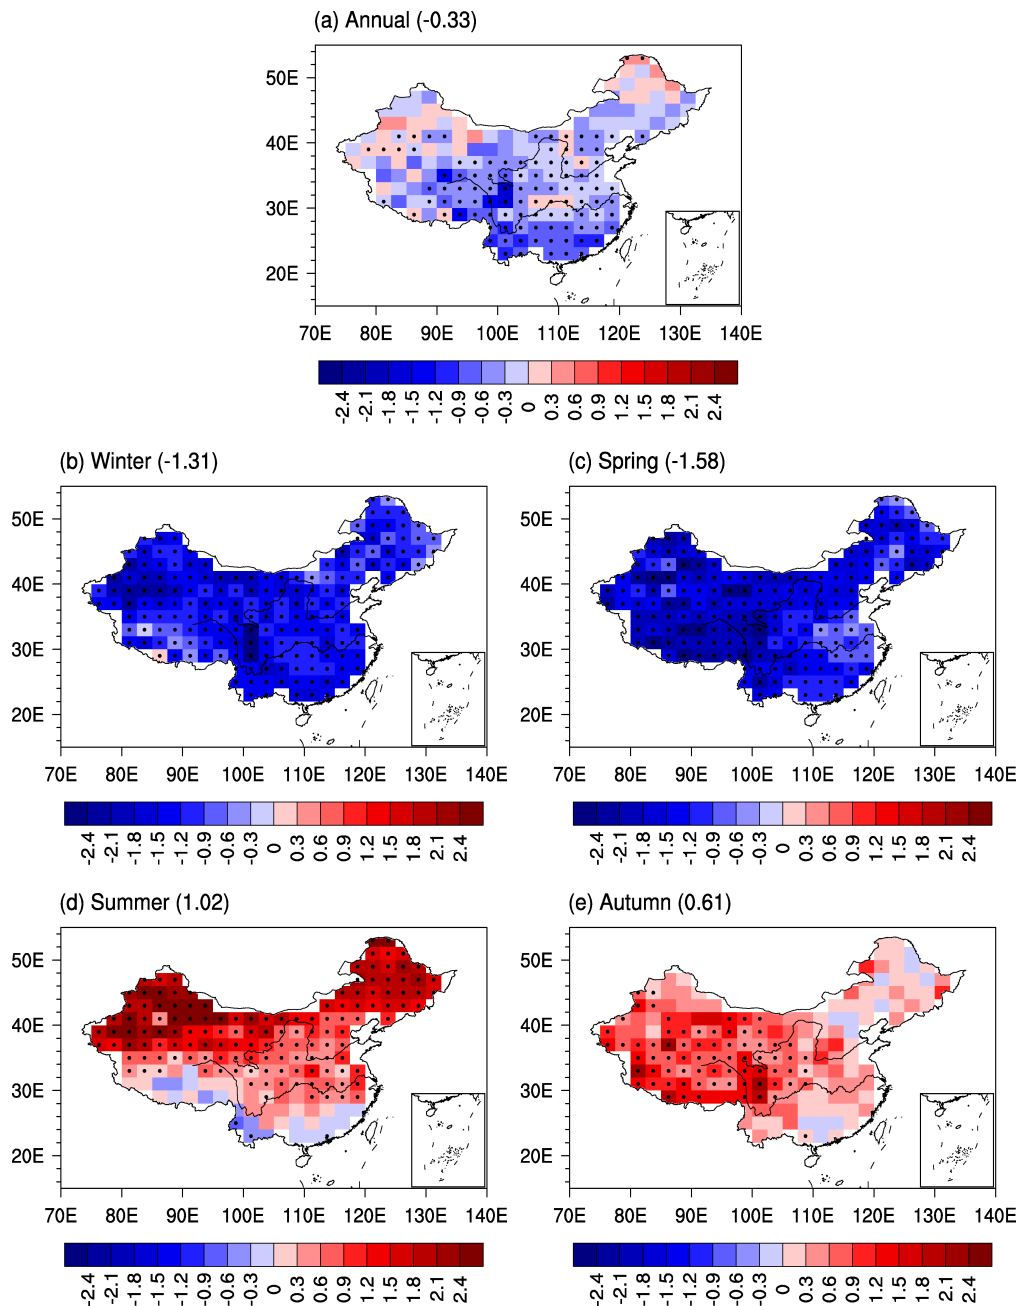 (a) Annual (-0.33)
50E
40E
30E
20E
70E 80E 90E 100E 110E 120E 130E 140E
-2.4 -2.1 -1.8 -1.5 -1.2 -0.9 -0.6 -0.3 0 0.3 0.6 0.9 1.2 1.5 1.8 2.1 2.4
(b) Winter (-1.31)
50E
40E
30E
20E
70E 80E 90E 100E 110E 120E 130E 140E
-2.4 -2.1 -1.8 -1.5 -1.2 -0.9 -0.6 -0.3 0 0.3 0.6 0.9 1.2 1.5 1.8 2.1 2.4
(c) Spring (-1.58)
50E
40E
30E
20E
70E 80E 90E 100E 110E 120E 130E 140E
-2.4 -2.1 -1.8 -1.5 -1.2 -0.9 -0.6 -0.3 0 0.3 0.6 0.9 1.2 1.5 1.8 2.1 2.4
(d) Summer (1.02)
50E
40E
30E
20E
70E 80E 90E 100E 110E 120E 130E 140E
-2.4 -2.1 -1.8 -1.5 -1.2 -0.9 -0.6 -0.3 0 0.3 0.6 0.9 1.2 1.5 1.8 2.1 2.4
(e) Autumn (0.61)
50E
40E
30E
20E
70E 80E 90E 100E 110E 120E 130E 140E
-2.4 -2.1 -1.8 -1.5 -1.2 -0.9 -0.6 -0.3 0 0.3 0.6 0.9 1.2 1.5 1.8 2.1 2.4